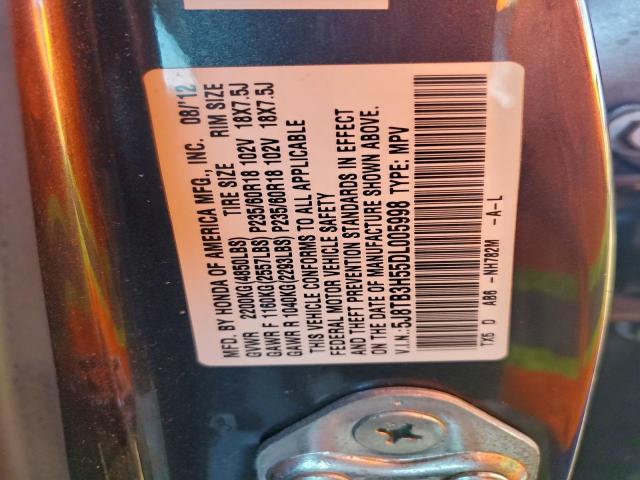 MFD. BY HONDA OF AMERICA MFG., INC. 08/'12
GVWR 2200KG(4850LBS) TIRE SIZE RIM SIZE
GAWR F 1160KG(2557LBS) P235/60R18 102V 18X7.5J
GAWR R 1040KG(2293LBS) P235/60R18 102V 18X7.5J
THIS VEHICLE CONFORMS TO ALL APPLICABLE
FEDERAL MOTOR VEHICLE SAFETY
AND THEFT PREVENTION STANDARDS IN EFFECT
ON THE DATE OF MANUFACTURE SHOWN ABOVE.
V.I.N.:5J8TB3H55DL005998 TYPE: MPV
TX5 D A86 -NH782M -A-L